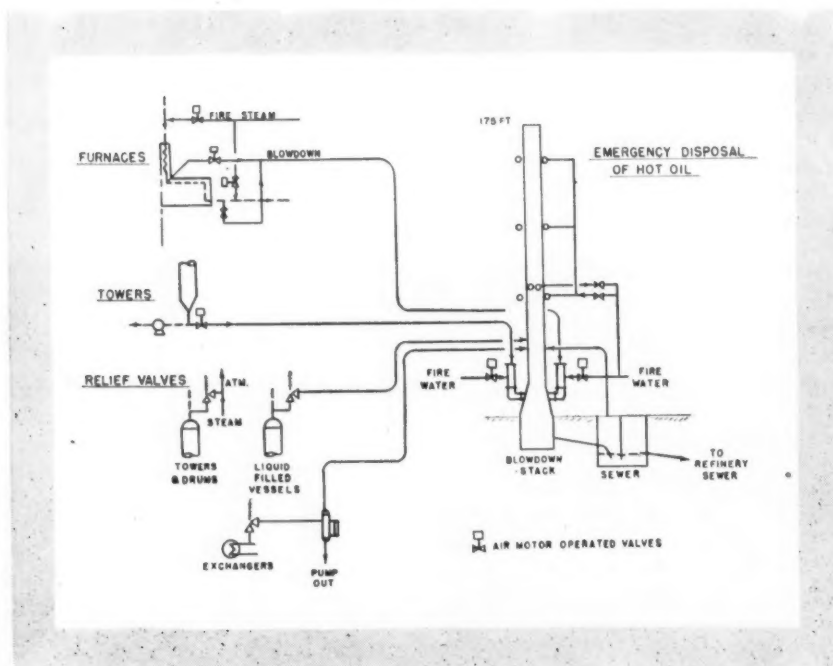 FIRE STEAM
FURNACES
BLOWDOWN
175 FT
EMERGENCY DISPOSAL
OF HOT OIL
TOWERS
RELIEF VALVES
ATM.
STEAM
TOWERS
& DRUMS
LIQUID
FILLED
VESSELS
EXCHANGERS
PUMP
OUT
FIRE
WATER
FIRE
WATER
BLOWDOWN
STACK
SEWER
TO
REFINERY
SEWER
AIR MOTOR OPERATED VALVES